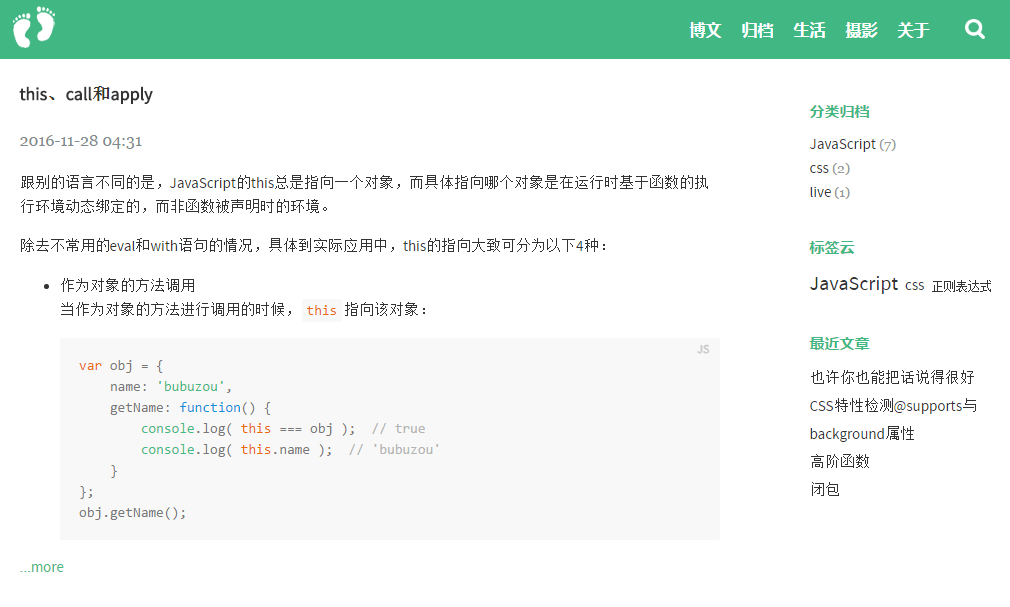 博文 归档 生活 摄影 关于
this、call和apply
2016-11-28 04:31
跟别的语言不同的是，JavaScript的this总是指向一个对象，而具体指向哪个对象是在运行时基于函数的执
行环境动态绑定的，而非函数被声明时的环境。
除去不常用的eval和with语句的情况，具体到实际应用中，this的指向大致可分为以下4种：
作为对象的方法调用
当作为对象的方法进行调用的时候， this 指向该对象：
JS
var obj = {
    name: 'bubuzou',
    getName: function() {
        console.log( this === obj );  // true
        console.log( this.name );  // 'bubuzou'
    }
};
obj.getName();
...more
分类归档
JavaScript (7)
css (2)
live (1)
标签云
JavaScript css 正则表达式
最近文章
也许你也能把话说得很好
CSS特性检测@supports与
background属性
高阶函数
闭包